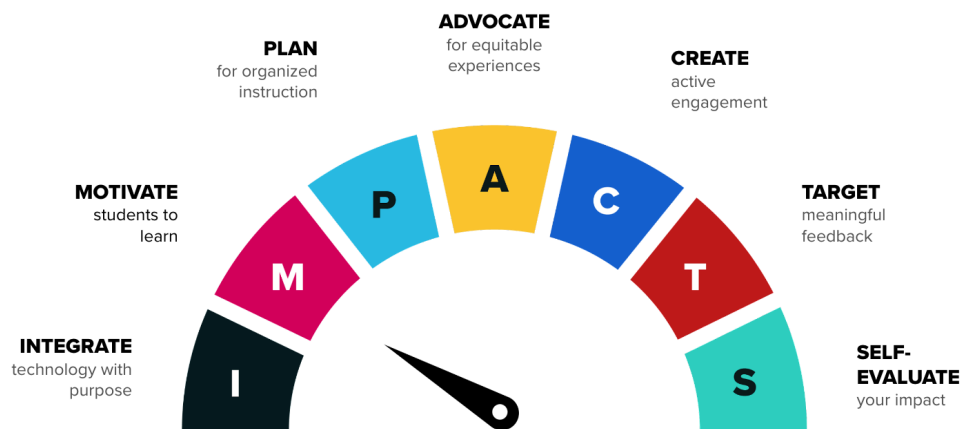 ADVOCATE
for equitable
experiences
PLAN
for organized
instruction
CREATE
active
engagement
MOTIVATE
students to
learn
TARGET
meaningful
feedback
INTEGRATE
technology with
purpose
SELF-
EVALUATE
your impact
I
M
P
A
C
T
S